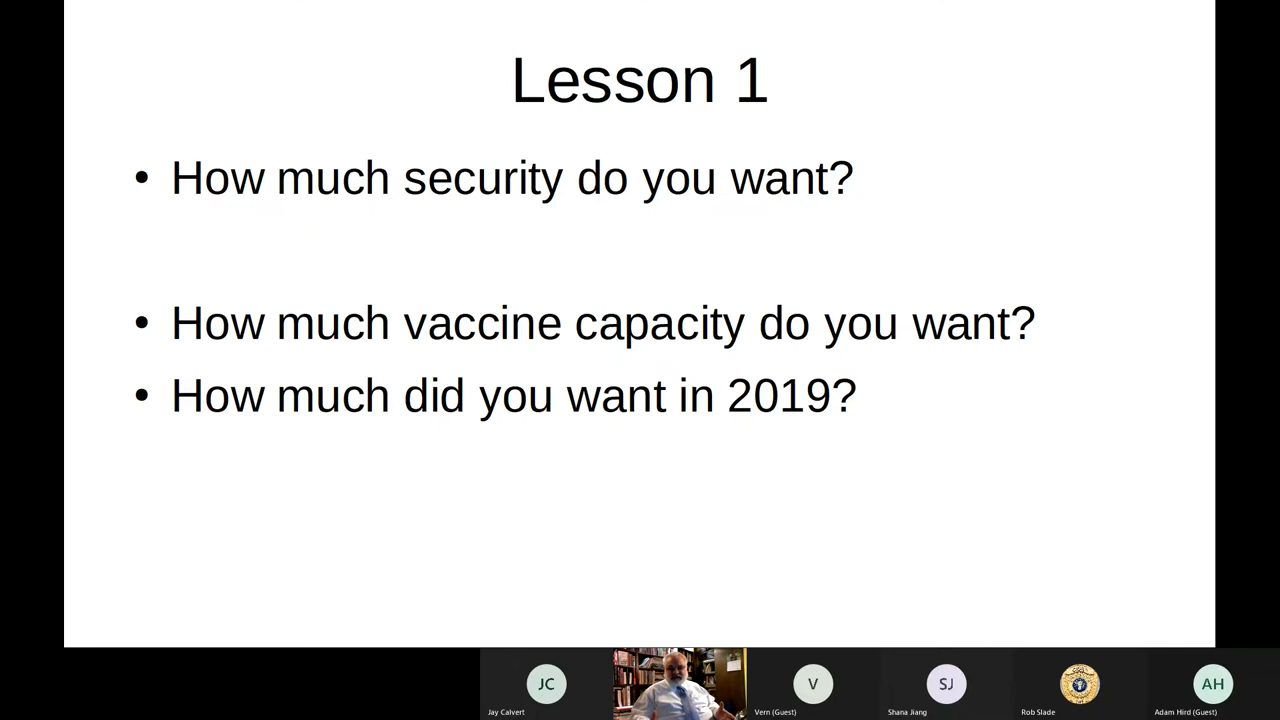 Lesson 1
• How much security do you want?
• How much vaccine capacity do you want?
• How much did you want in 2019?
JC
V
SJ
AH
Jay Calvert
Vern (Guest)
Shana Jiang
Rob Slade
Adam Hird (Guest)